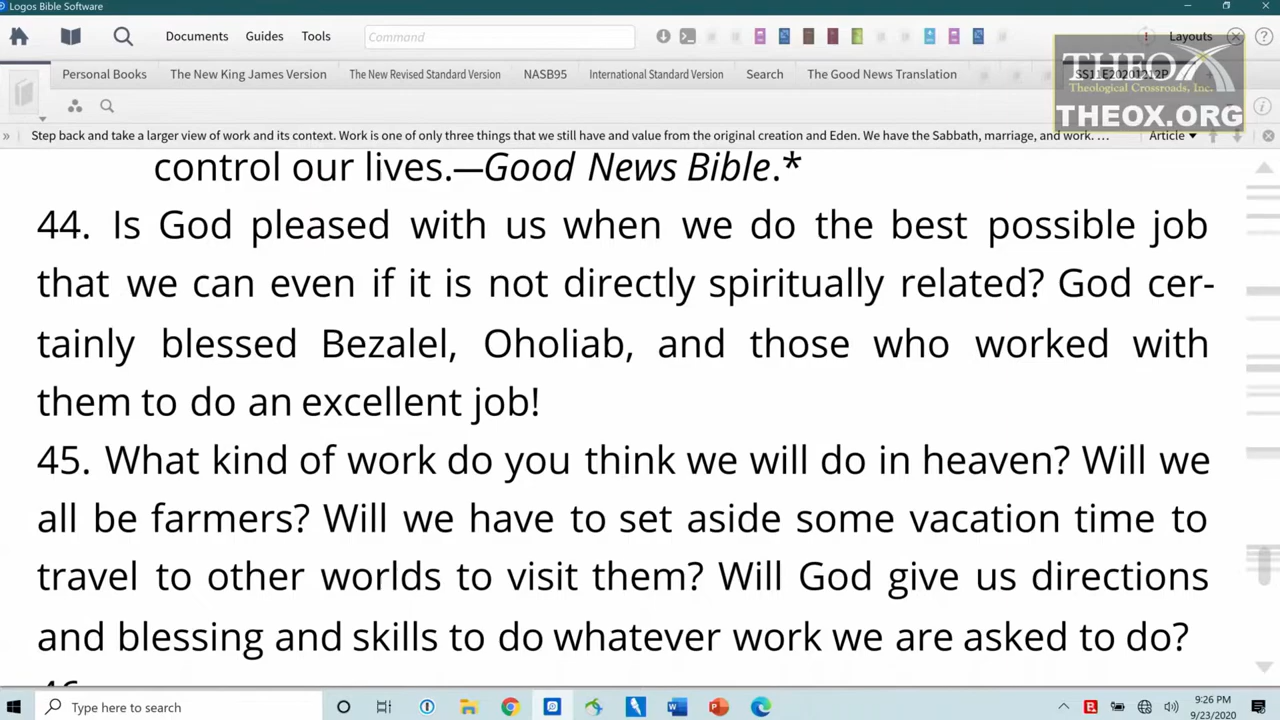 Logos Bible Software
Documents Guides Tools Command Layouts
Personal Books The New King James Version The New Revised Standard Version NASB95 International Standard Version Search The Good News Translation SS11E20201212P
THEOX
Theological Crossroads, Inc.
THEOX.ORG
» Step back and take a larger view of work and its context. Work is one of only three things that we still have and value from the original creation and Eden. We have the Sabbath, marriage, and work. ... Article
control our lives.—Good News Bible.*
44. Is God pleased with us when we do the best possible job
that we can even if it is not directly spiritually related? God cer-
tainly blessed Bezalel, Oholiab, and those who worked with
them to do an excellent job!
45. What kind of work do you think we will do in heaven? Will we
all be farmers? Will we have to set aside some vacation time to
travel to other worlds to visit them? Will God give us directions
and blessing and skills to do whatever work we are asked to do?
Type here to search
9:26 PM
9/23/2020